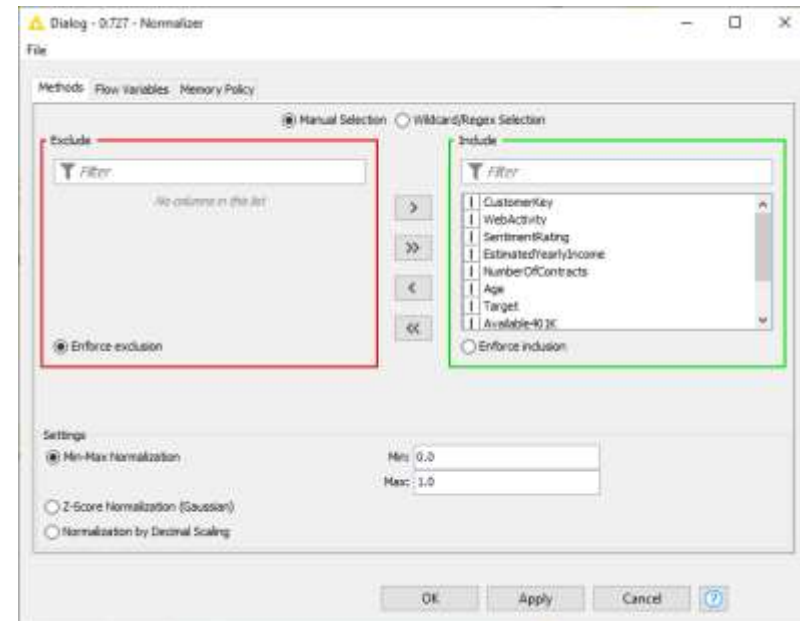 Dialog - 0:727 - Normalizer
File
Methods Flow Variables Memory Policy
Manual Selection Wildcard/Regex Selection
Exclude
Include
Filter
Filter
No columns in this list
I CustomerKey
I WebActivity
I SentimentRating
I EstimatedYearlyIncome
I NumberOfContracts
I Age
I Target
I Available401K
>
>>
<
<<
Enforce exclusion
Enforce inclusion
Settings
Min-Max Normalization
Min: 0.0
Max: 1.0
Z-Score Normalization (Gaussian)
Normalization by Decimal Scaling
OK Apply Cancel ?